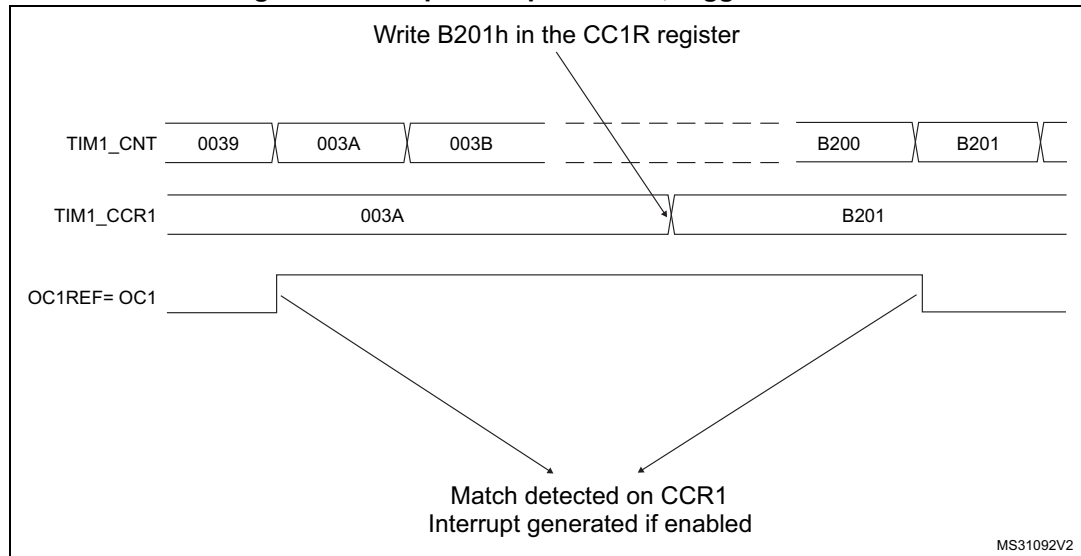 Write B201h in the CC1R register
TIM1_CNT 0039 003A 003B B200 B201
TIM1_CCR1 003A B201
OC1REF= OC1
Match detected on CCR1
Interrupt generated if enabled
MS31092V2